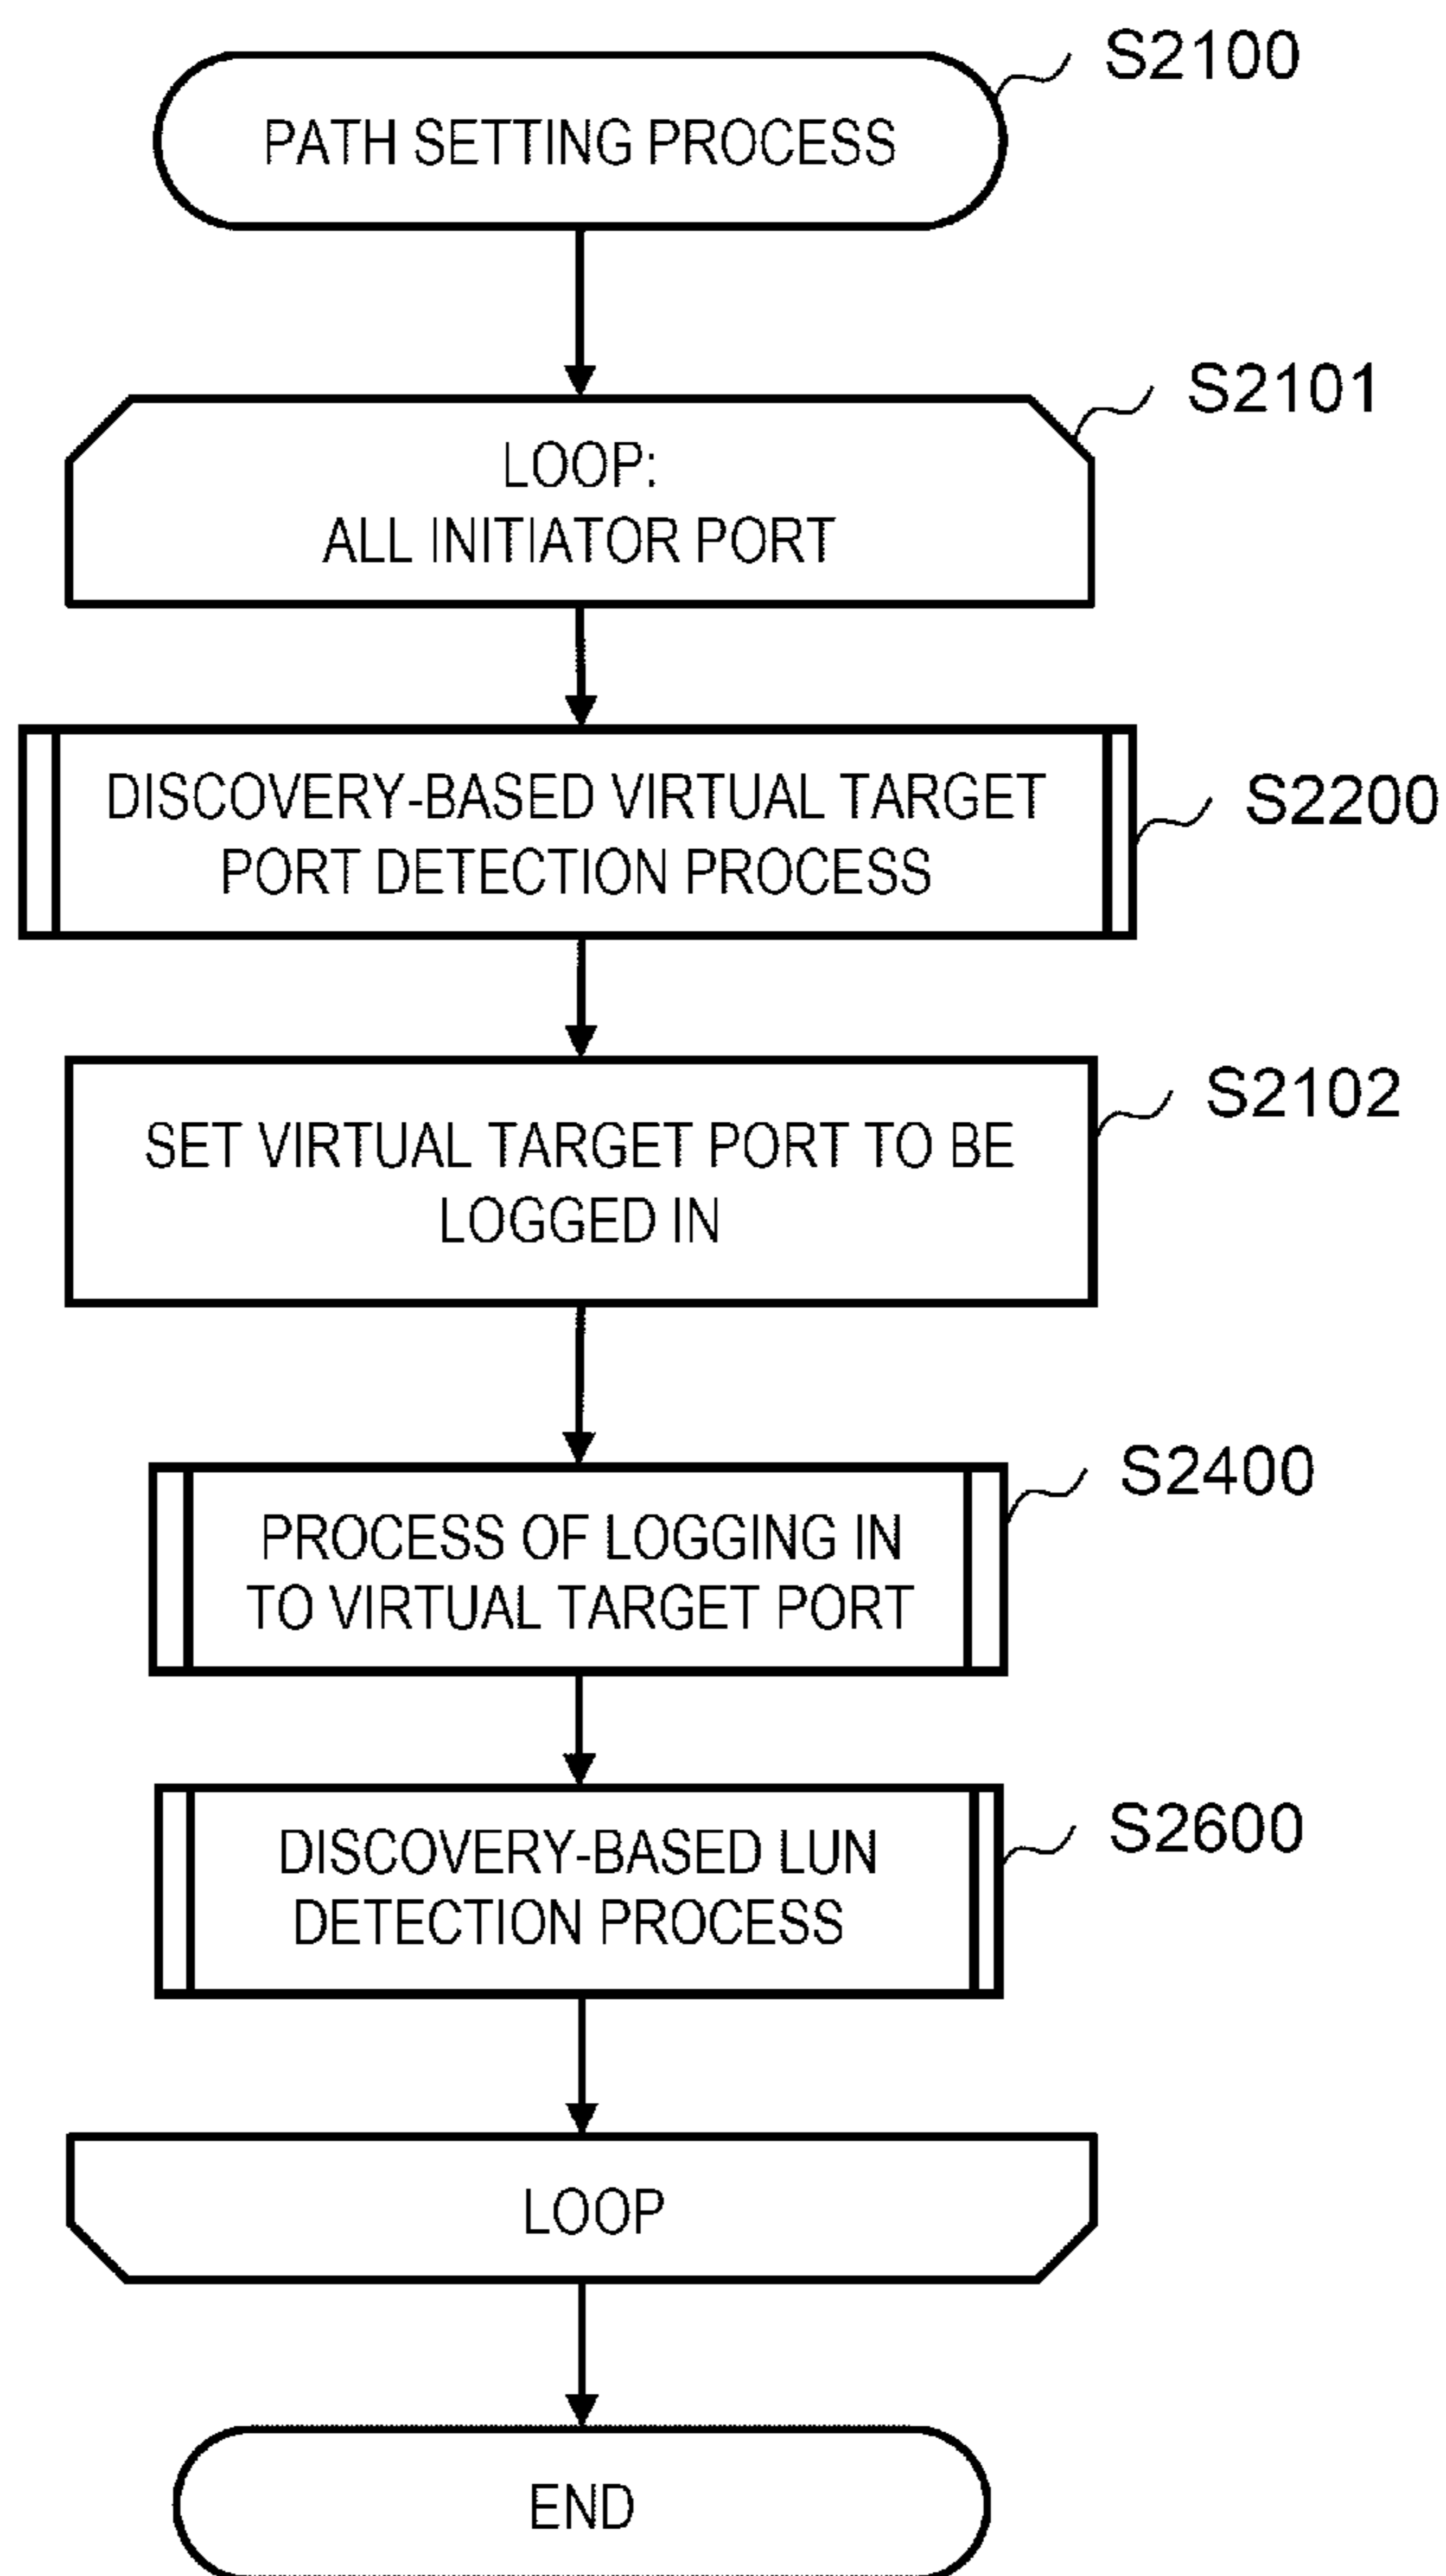 S2100
PATH SETTING PROCESS
S2101
LOOP:
ALL INITIATOR PORT
DISCOVERY-BASED VIRTUAL TARGET
PORT DETECTION PROCESS
S2200
S2102
SET VIRTUAL TARGET PORT TO BE
LOGGED IN
S2400
PROCESS OF LOGGING IN
TO VIRTUAL TARGET PORT
S2600
DISCOVERY-BASED LUN
DETECTION PROCESS
LOOP
END